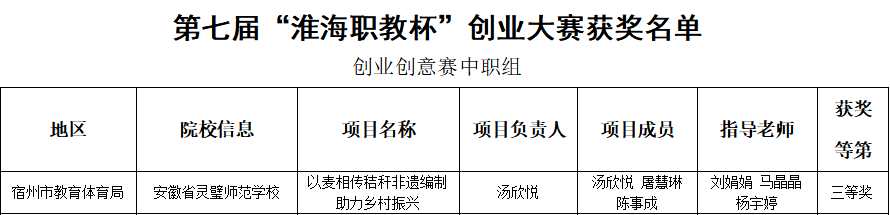 第七届“淮海职教杯”创业大赛获奖名单
创业创意赛中职组
地区 院校信息 项目名称 项目负责人 项目成员 指导老师 获奖
等第
宿州市教育体育局 安徽省灵璧师范学校 以麦相传秸秆非遗编制
助力乡村振兴 汤欣悦 汤欣悦 屠慧琳
陈事成 刘娟娟 马晶晶
杨宇婷 三等奖